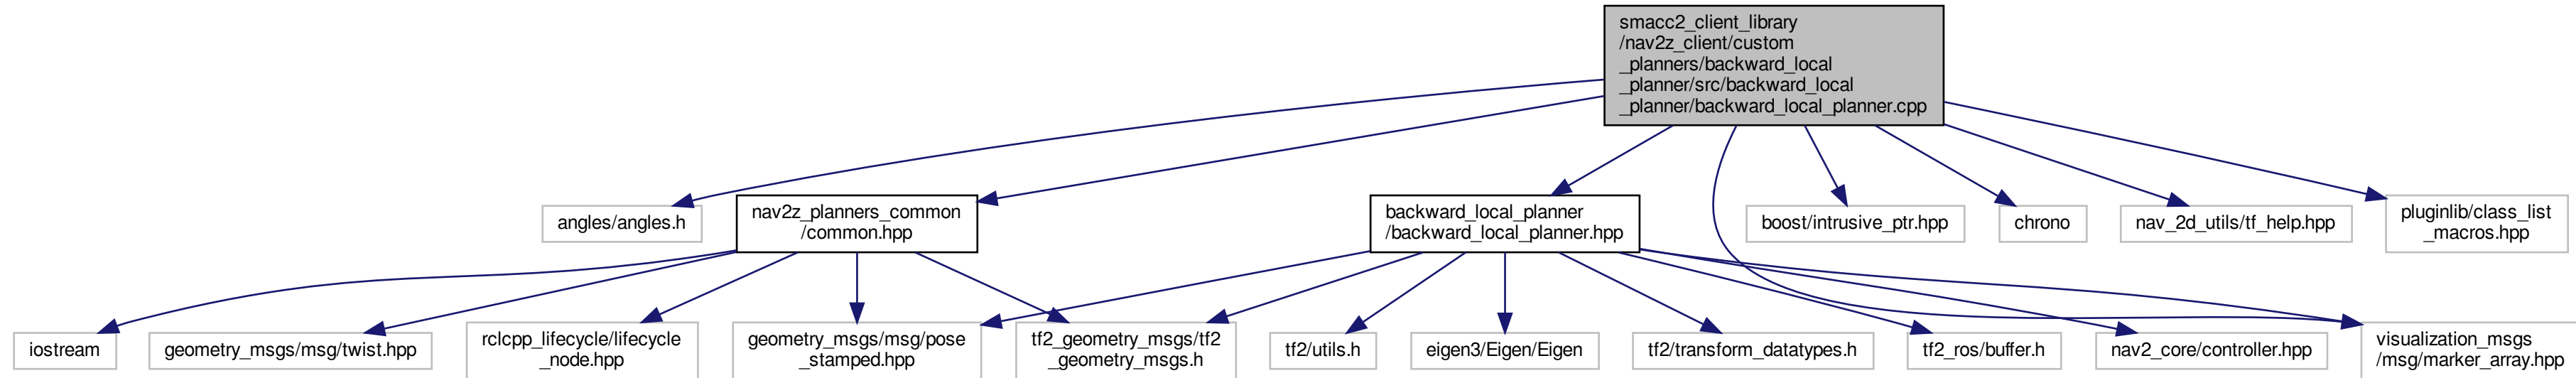 smacc2_client_library
/nav2z_client/custom
_planners/backward_local
_planner/src/backward_local
_planner/backward_local_planner.cpp
angles/angles.h
nav2z_planners_common
/common.hpp
backward_local_planner
/backward_local_planner.hpp
boost/intrusive_ptr.hpp
chrono
nav_2d_utils/tf_help.hpp
pluginlib/class_list
_macros.hpp
iostream
geometry_msgs/msg/twist.hpp
rclcpp_lifecycle/lifecycle
_node.hpp
geometry_msgs/msg/pose
_stamped.hpp
tf2_geometry_msgs/tf2
_geometry_msgs.h
tf2/utils.h
eigen3/Eigen/Eigen
tf2/transform_datatypes.h
tf2_ros/buffer.h
nav2_core/controller.hpp
visualization_msgs
/msg/marker_array.hpp